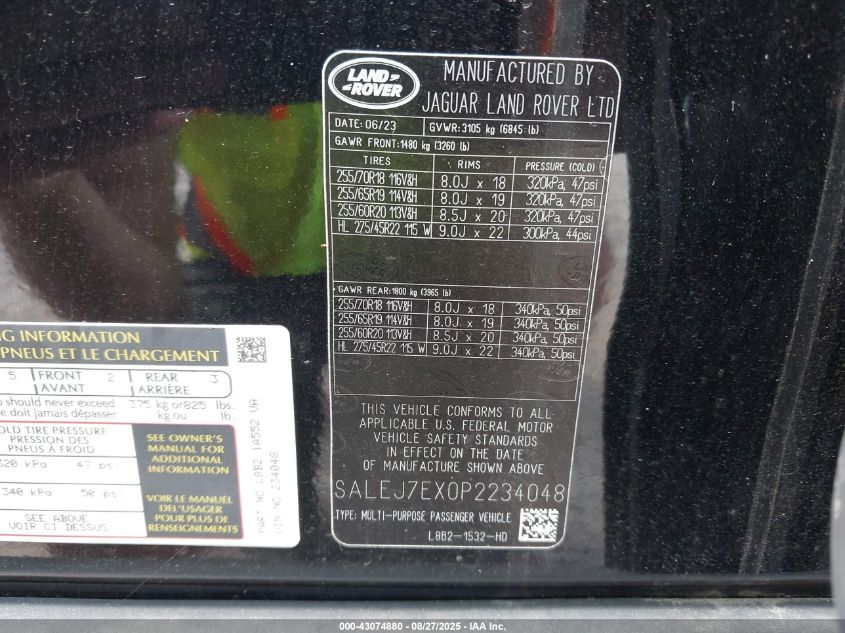 LAND ROVER
MANUFACTURED BY
JAGUAR LAND ROVER LTD
DATE: 06/23 GVWR: 3105 kg (6845 lb)
GAWR FRONT: 1480 kg (3260 lb)
TIRES RIMS PRESSURE (COLD)
255/70R18 116V&H 8.0J x 18 320kPa, 47psi
255/65R19 114V&H 8.0J x 19 320kPa, 47psi
255/60R20 113V&H 8.5J x 20 320kPa, 47psi
HL 275/45R22 115 W 9.0J x 22 300kPa, 44psi
GAWR REAR: 1800 kg (3965 lb)
255/70R18 116V&H 8.0J x 18 340kPa, 50psi
255/65R19 114V&H 8.0J x 19 340kPa, 50psi
255/60R20 113V&H 8.5J x 20 340kPa, 50psi
HL 275/45R22 115 W 9.0J x 22 340kPa, 50psi
THIS VEHICLE CONFORMS TO ALL
APPLICABLE U.S. FEDERAL MOTOR
VEHICLE SAFETY STANDARDS
IN EFFECT ON THE DATE OF
MANUFACTURE SHOWN ABOVE
SALEJ7EX0P2234048
TYPE: MULTI-PURPOSE PASSENGER VEHICLE
L8B2-1532-HD
INFORMATION
PNEUS ET LE CHARGEMENT
5 FRONT 2 REAR 3
AVANT ARRIÈRE
should never exceed 375 kg or 825 lbs.
doit jamais dépasser kg ou lb.
TIRE PRESSURE
PRESSION DES
PNEUS À FROID
320 kPa 47 psi
340 kPa 50 psi
SEE ABOVE
VOIR CI DESSUS
SEE OWNER'S
MANUAL FOR
ADDITIONAL
INFORMATION
VOIR LE MANUEL
DE L'USAGER
POUR PLUS DE
RENSEIGNEMENTS
PART NO L8B2 1A552 VA
VIN NO 234048
000-43074880 - 08/27/2025 - IAA Inc.